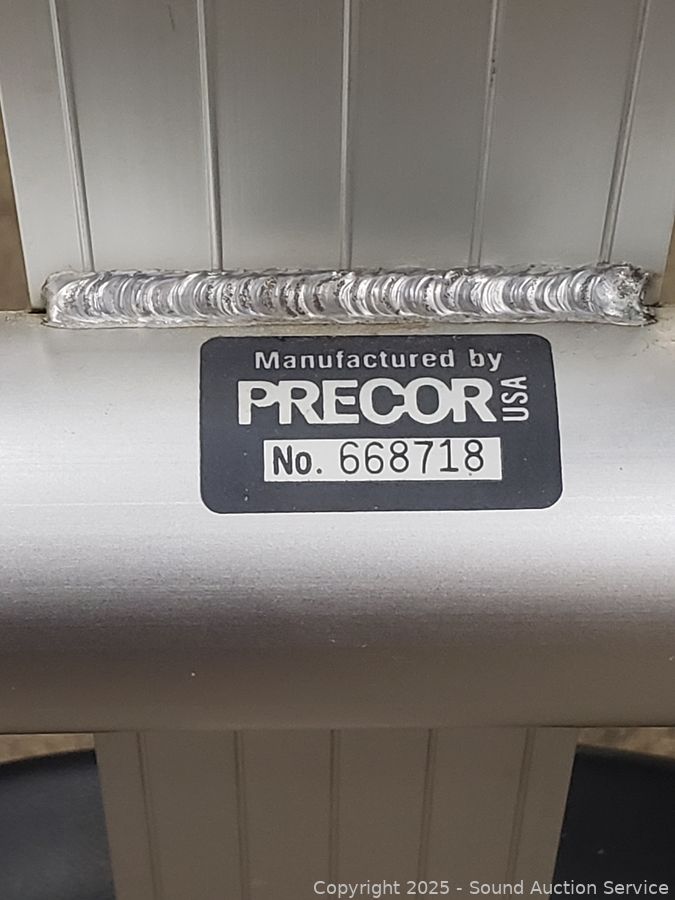 Manufactured by
PRECOR USA
No. 668718
Copyright 2025 - Sound Auction Service